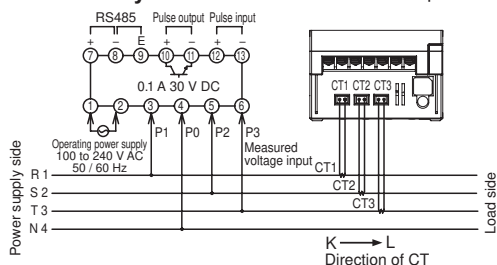 RS485 Pulse output Pulse input
+ − E + − + −
7 8 9 10 11 12 13
0.1 A 30 V DC
CT1 CT2 CT3
1 2 3 4 5 6
P1 P0 P2 P3
Operating power supply
100 to 240 V AC
50 / 60 Hz
Measured
voltage input
Power supply side
R 1
S 2
T 3
N 4
CT1
CT2
CT3
Load side
K L
Direction of CT